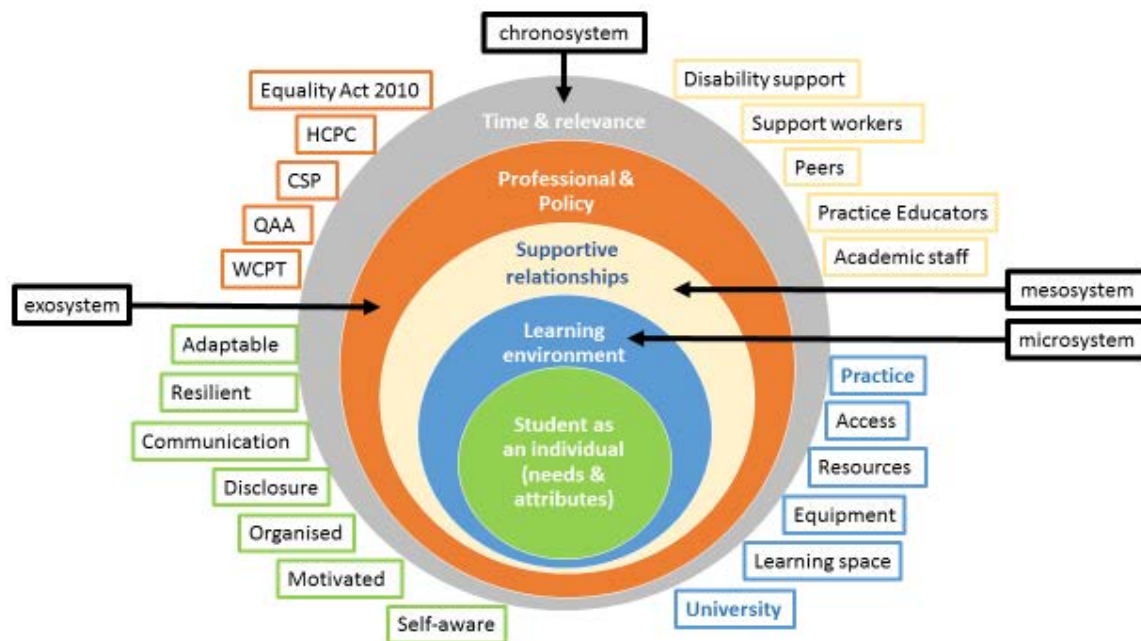 chronosystem
Equality Act 2010
HCPC
CSP
QAA
WCPT
exosystem
Adaptable
Resilient
Communication
Disclosure
Organised
Motivated
Self-aware
Time & relevance
Professional &
Policy
Supportive
relationships
Learning
environment
Student as
an individual
(needs &
attributes)
Disability support
Support workers
Peers
Practice Educators
Academic staff
mesosystem
microsystem
Practice
Access
Resources
Equipment
Learning space
University